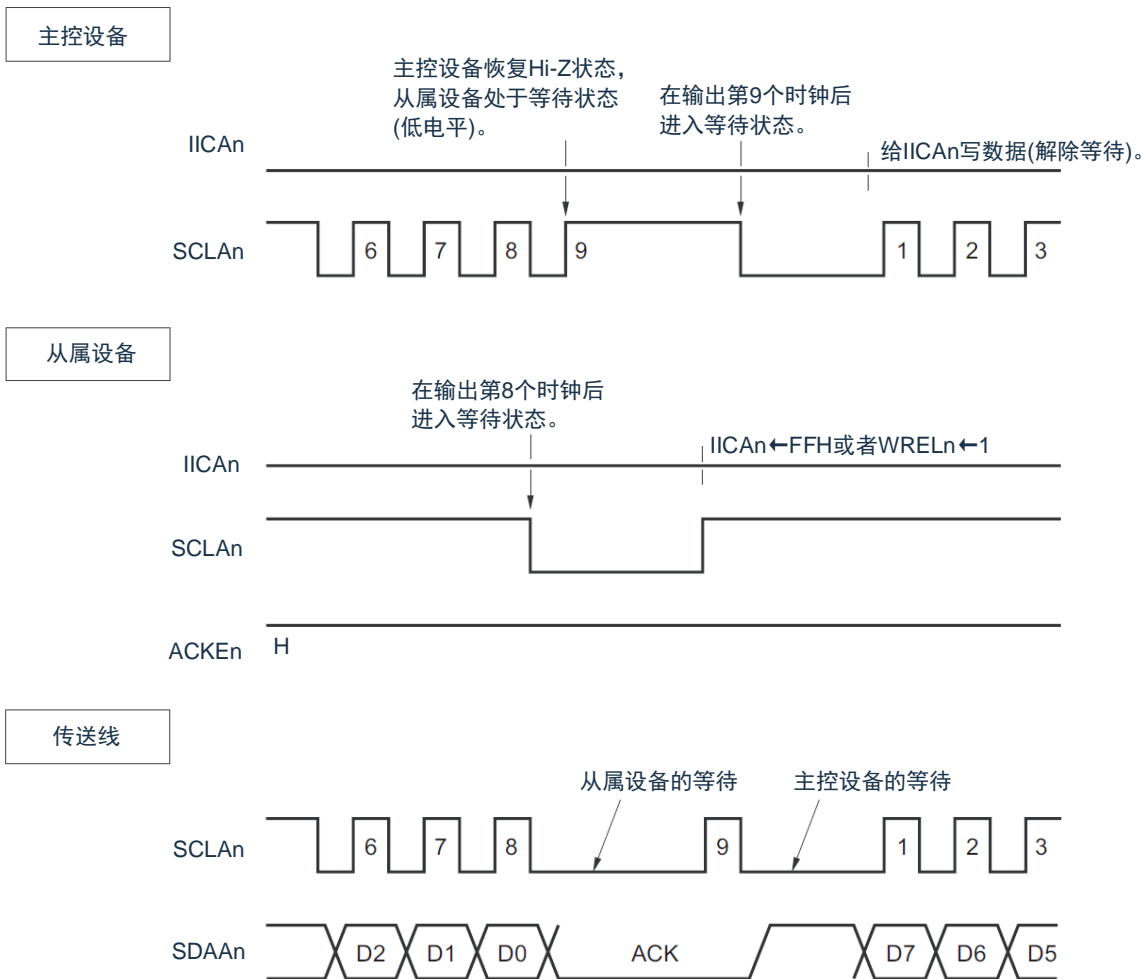 主控设备
主控设备恢复Hi-Z状态，
从属设备处于等待状态
(低电平)。
在输出第9个时钟后
进入等待状态。
IICAn
给IICAn写数据(解除等待)。
SCLAn
6 7 8 9 1 2 3
从属设备
在输出第8个时钟后
进入等待状态。
IICAn
IICAn←FFH或者WRELn←1
SCLAn
ACKEn H
传送线
从属设备的等待 主控设备的等待
SCLAn
6 7 8 9 1 2 3
SDAAn
D2 D1 D0 ACK D7 D6 D5